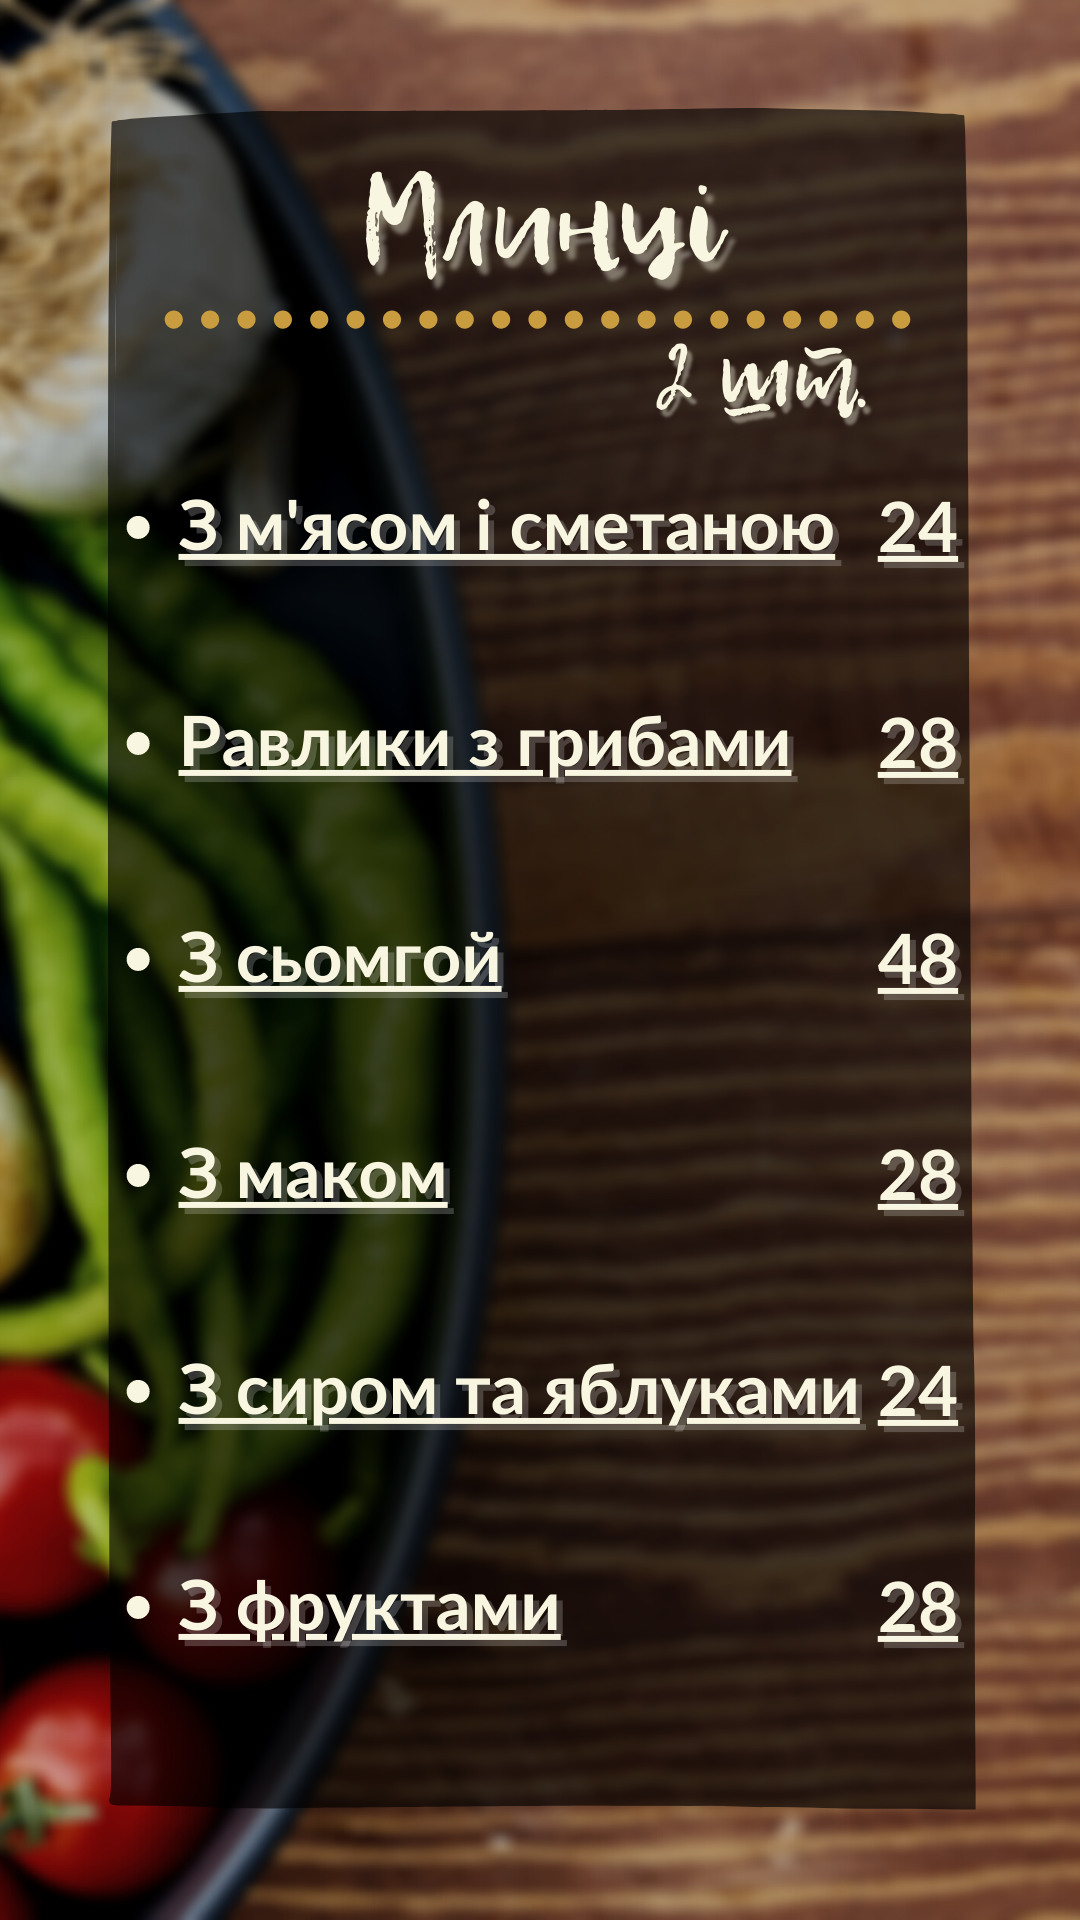 Млинці
2 шт.
• З м'ясом і сметаною 24
• Равлики з грибами 28
• З сьомгой 48
• З маком 28
• З сиром та яблуками 24
• З фруктами 28